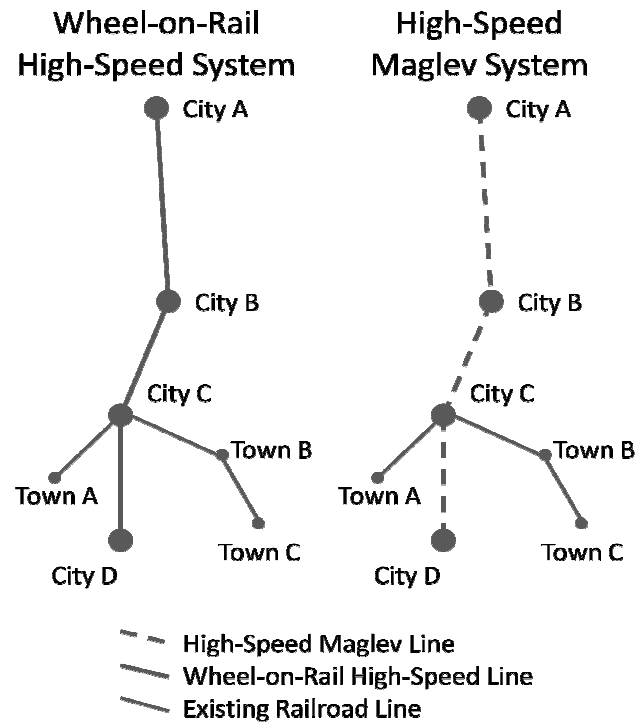 Wheel-on-Rail
High-Speed System
City A
City B
City C
Town B
Town A
Town C
City D
High-Speed
Maglev System
City A
City B
City C
Town B
Town A
Town C
City D
High-Speed Maglev Line
Wheel-on-Rail High-Speed Line
Existing Railroad Line